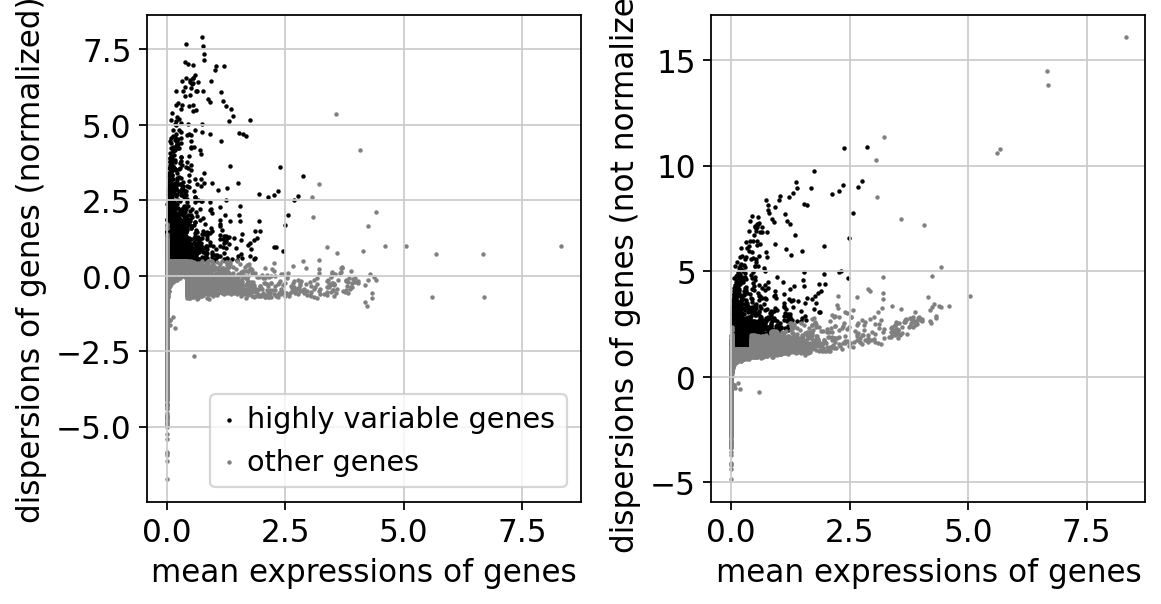 dispersions of genes (normalized)
7.5
5.0
2.5
0.0
−2.5
−5.0
highly variable genes
other genes
0.0 2.5 5.0 7.5
mean expressions of genes
dispersions of genes (not normalize
15
10
5
0
−5
0.0 2.5 5.0 7.5
mean expressions of genes